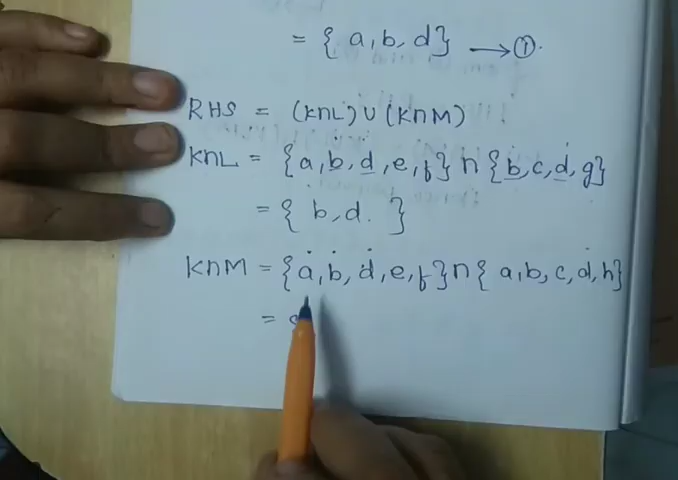 = { a, b, d} → ①.
RHS = (K∩L) ∪ (K∩M)
K∩L = {a, b, d, e, f} ∩ {b, c, d, g}
= { b, d. }
K∩M = {a, b, d, e, f} ∩ { a, b, c, d, h}
=